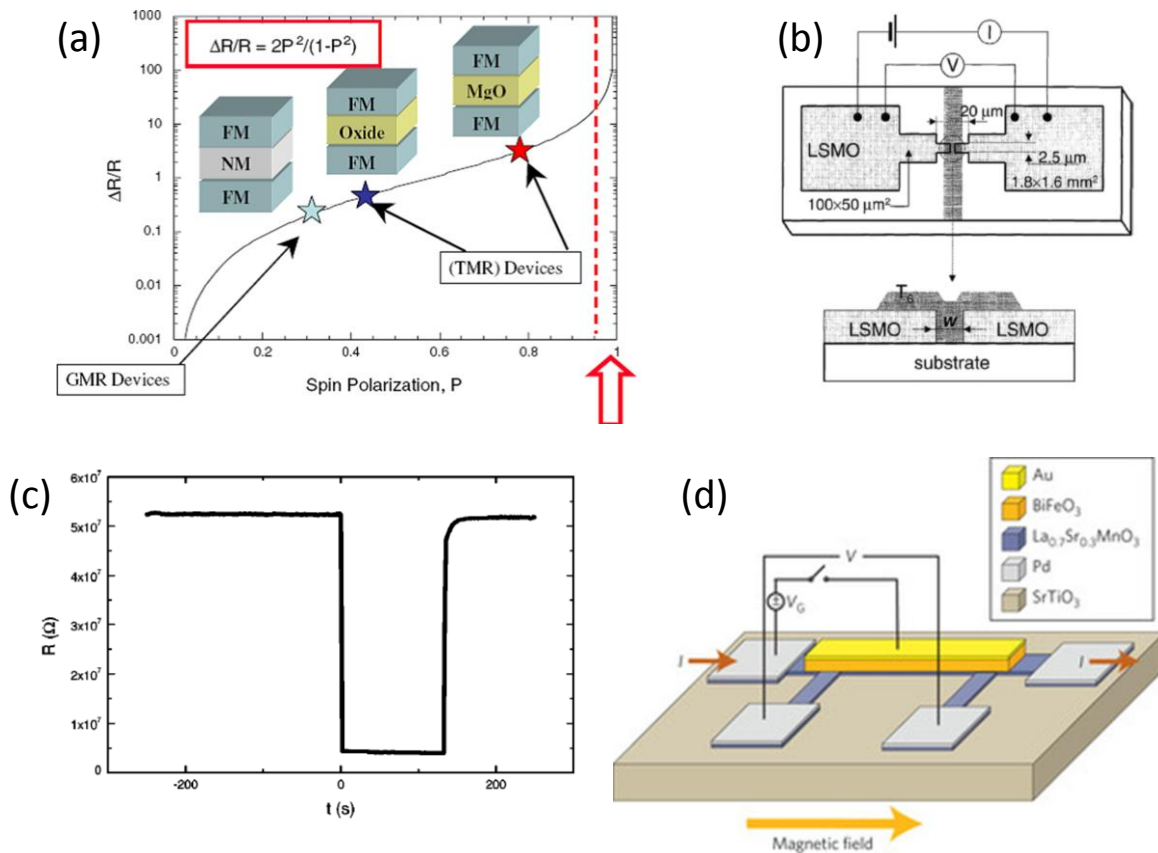 (a)
1000
100
10
1
0.1
0.01
0.001
ΔR/R
ΔR/R = 2P²/(1-P²)
FM
NM
FM
FM
Oxide
FM
FM
MgO
FM
(TMR) Devices
GMR Devices
0
0.2
0.4
0.6
0.8
1
Spin Polarization, P
(b)
I
V
20 μm
LSMO
2.5 μm
1.8×1.6 mm²
100×50 μm²
T₆
LSMO
w
LSMO
substrate
(c)
6x10⁷
5x10⁷
4x10⁷
3x10⁷
2x10⁷
1x10⁷
0
R (Ω)
-200
0
200
t (s)
(d)
Au
BiFeO₃
La₀.₇Sr₀.₃MnO₃
Pd
SrTiO₃
V
V_G
I
I
Magnetic field